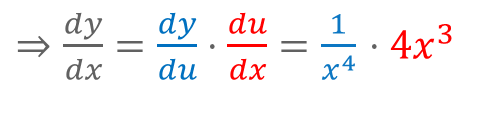 ⇒ dy/dx = dy/du · du/dx = 1/x⁴ · 4x³